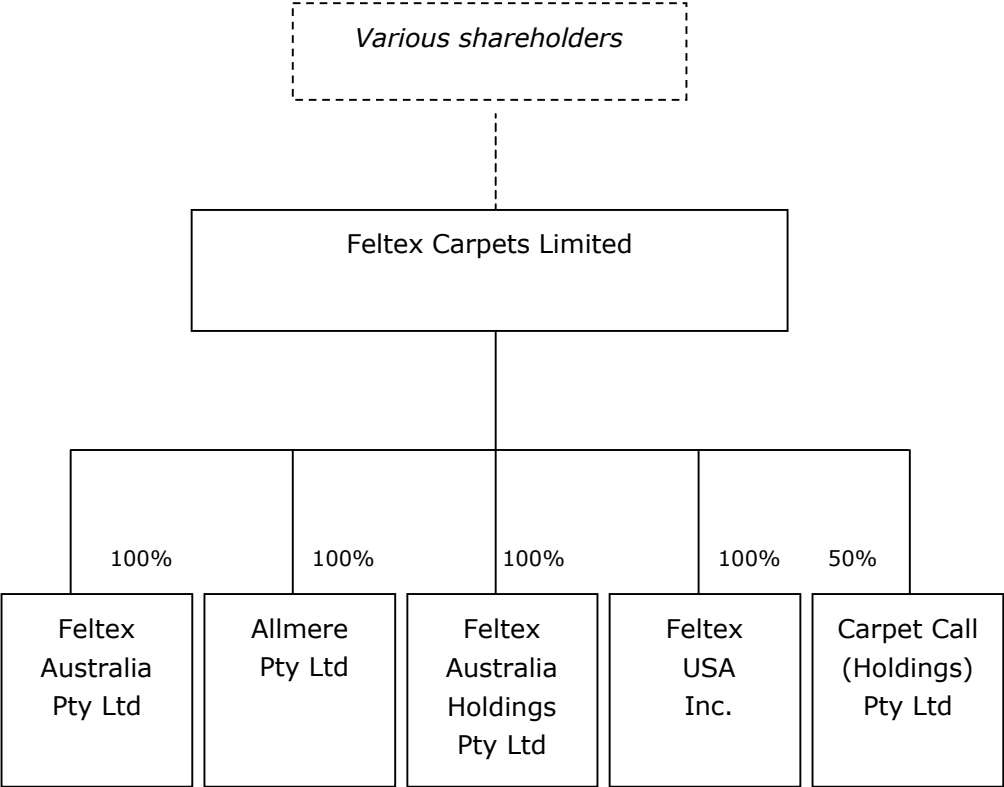 Various shareholders
Feltex Carpets Limited
100%
100%
100%
100%
50%
Feltex
Australia
Pty Ltd
Allmere
Pty Ltd
Feltex
Australia
Holdings
Pty Ltd
Feltex
USA
Inc.
Carpet Call
(Holdings)
Pty Ltd